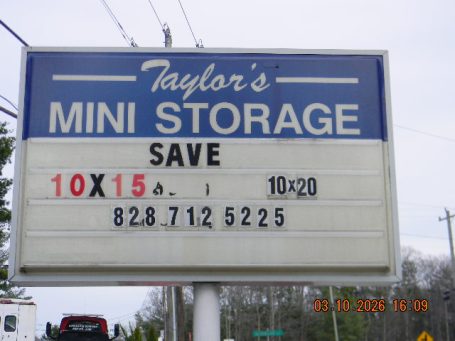 Taylor's
MINI STORAGE
SAVE
10X15 10x20
828 712 5225
03.10 2026 16:09